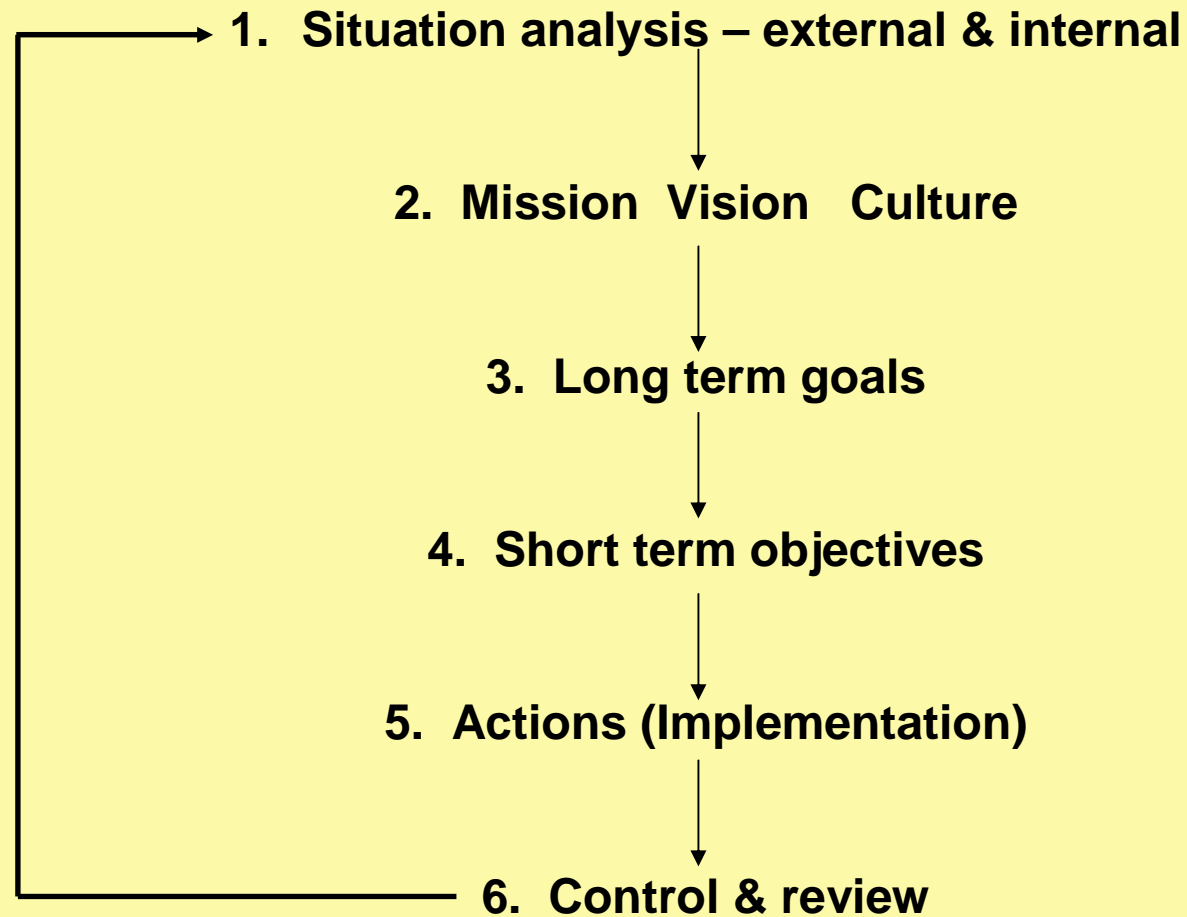 1. Situation analysis – external & internal
2. Mission Vision Culture
3. Long term goals
4. Short term objectives
5. Actions (Implementation)
6. Control & review